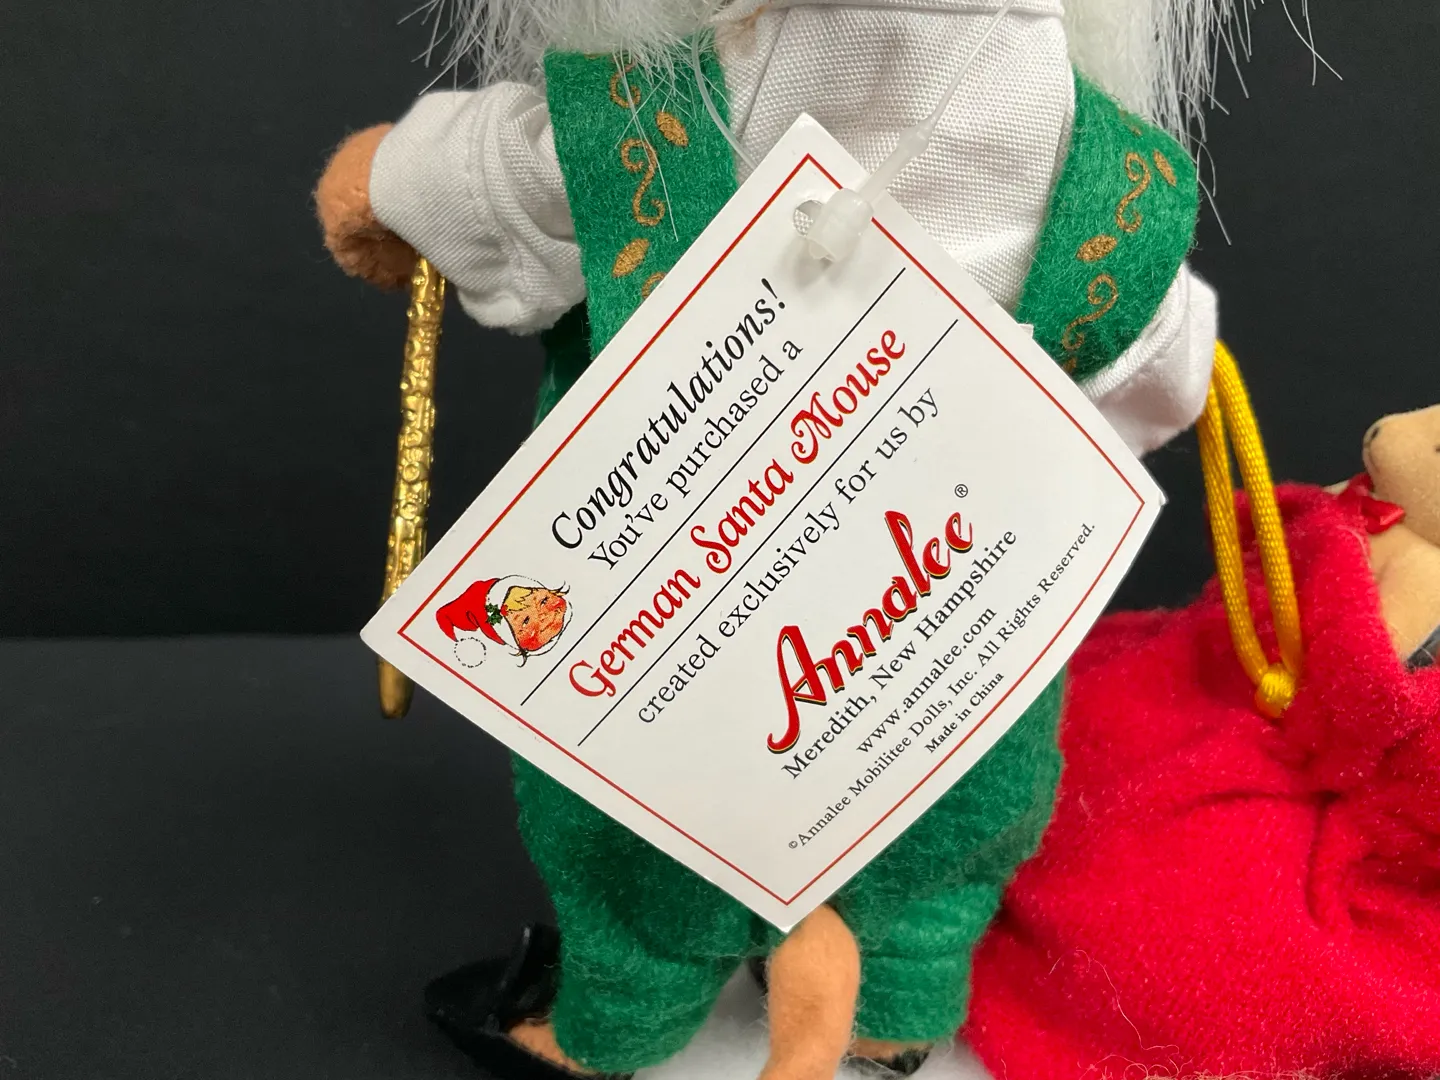 Congratulations!
You've purchased a
German Santa Mouse
created exclusively for us by
Annalee®
Meredith, New Hampshire
www.annalee.com
©Annalee Mobilitee Dolls, Inc. All Rights Reserved.
Made in China